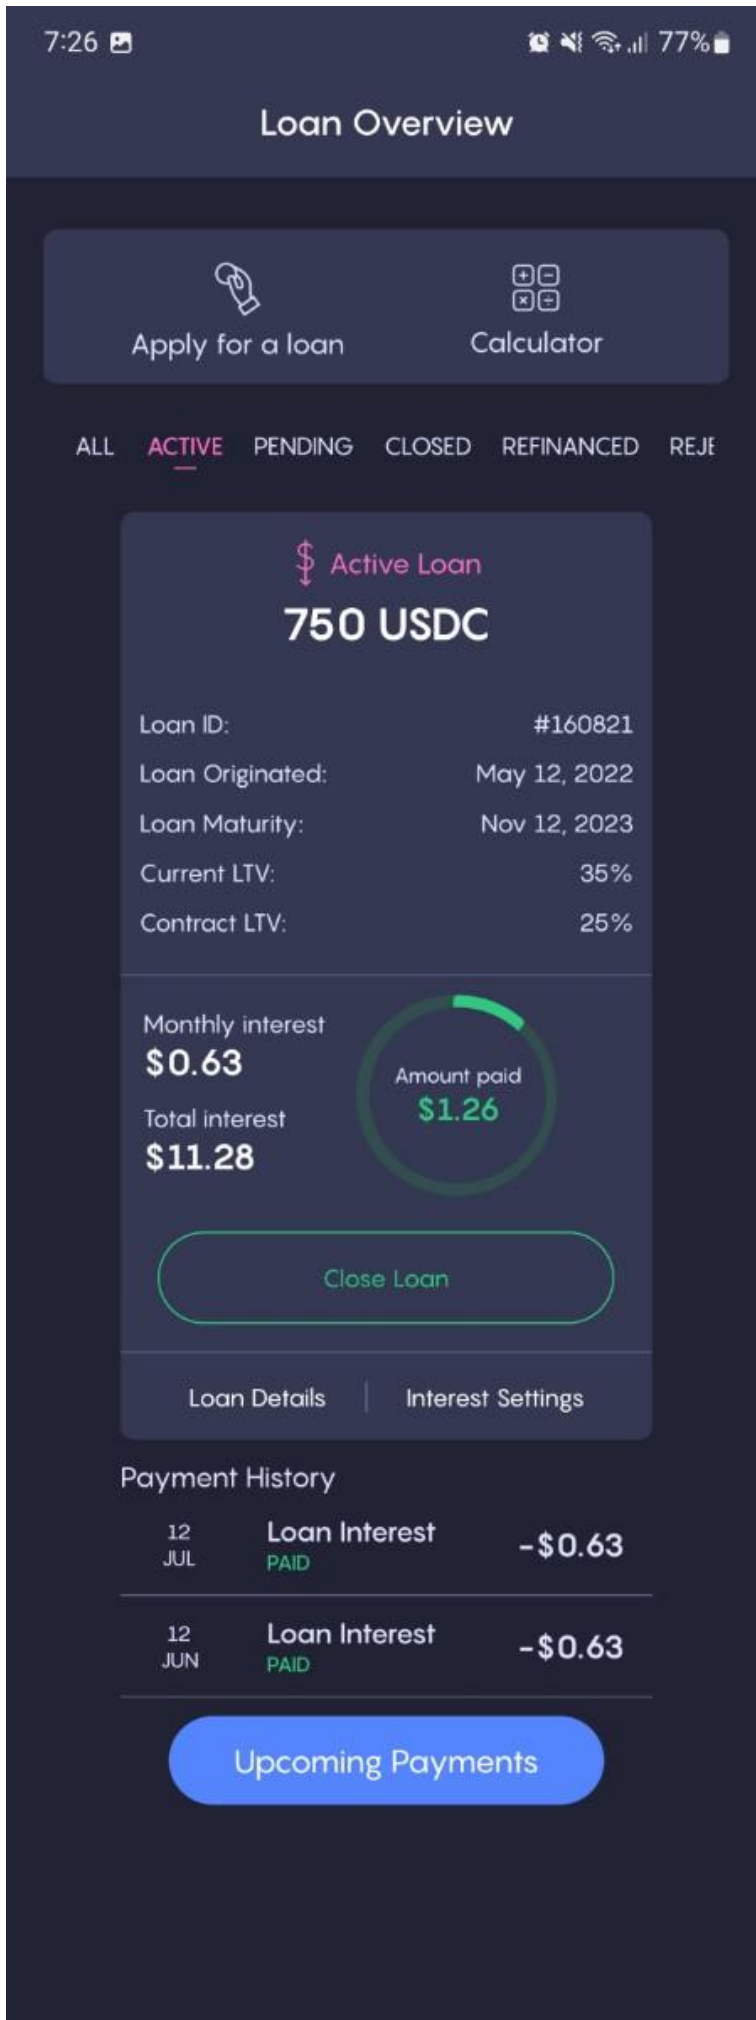 7:26 77%
Loan Overview
Apply for a loan Calculator
ALL ACTIVE PENDING CLOSED REFINANCED REJE
Active Loan
750 USDC
Loan ID: #160821
Loan Originated: May 12, 2022
Loan Maturity: Nov 12, 2023
Current LTV: 35%
Contract LTV: 25%
Monthly interest
$0.63
Total interest
$11.28
Amount paid
$1.26
Close Loan
Loan Details Interest Settings
Payment History
12 JUL Loan Interest -$0.63
PAID
12 JUN Loan Interest -$0.63
PAID
Upcoming Payments